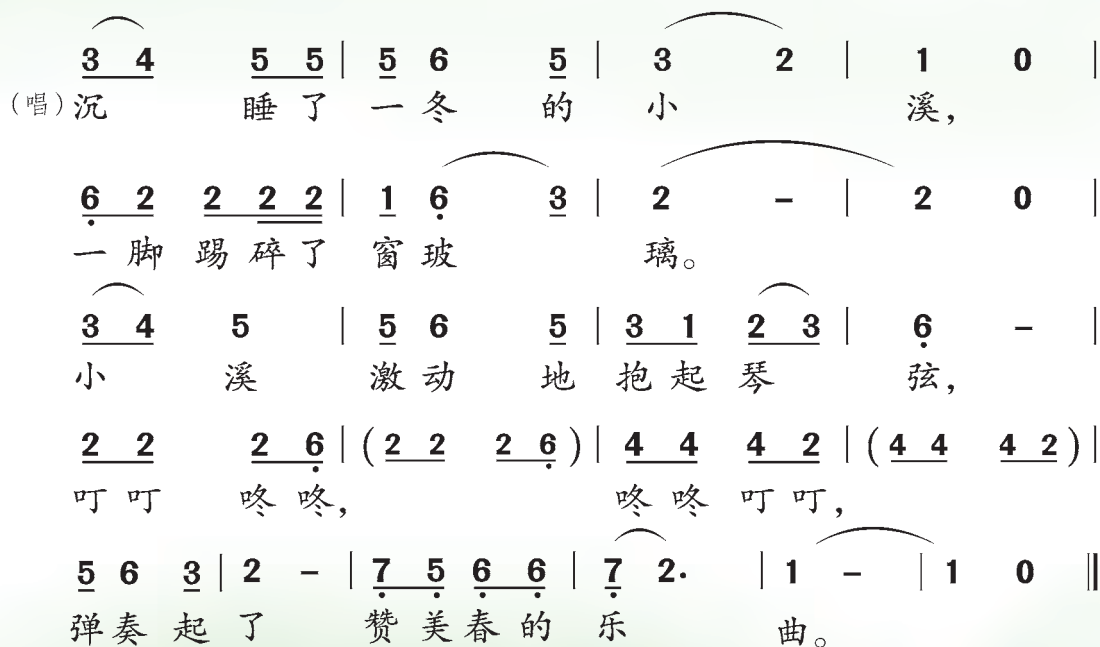 3 4 5 5 | 5 6 5 | 3 2 | 1 0 |
（唱）沉 睡 了 一 冬 的 小 溪，
6 2 2 2 2 | 1 6 3 | 2 - | 2 0 |
一 脚 踢 碎 了 窗 玻 璃。
3 4 5 | 5 6 5 | 3 1 2 3 | 6 - |
小 溪 激 动 地 抱 起 琴 弦，
2 2 2 6 | (2 2 2 6) | 4 4 4 2 | (4 4 4 2) |
叮 叮 咚 咚， 咚 咚 叮 叮，
5 6 3 | 2 - | 7 5 6 6 | 7 2. | 1 - | 1 0 ‖
弹 奏 起 了 赞 美 春 的 乐 曲。